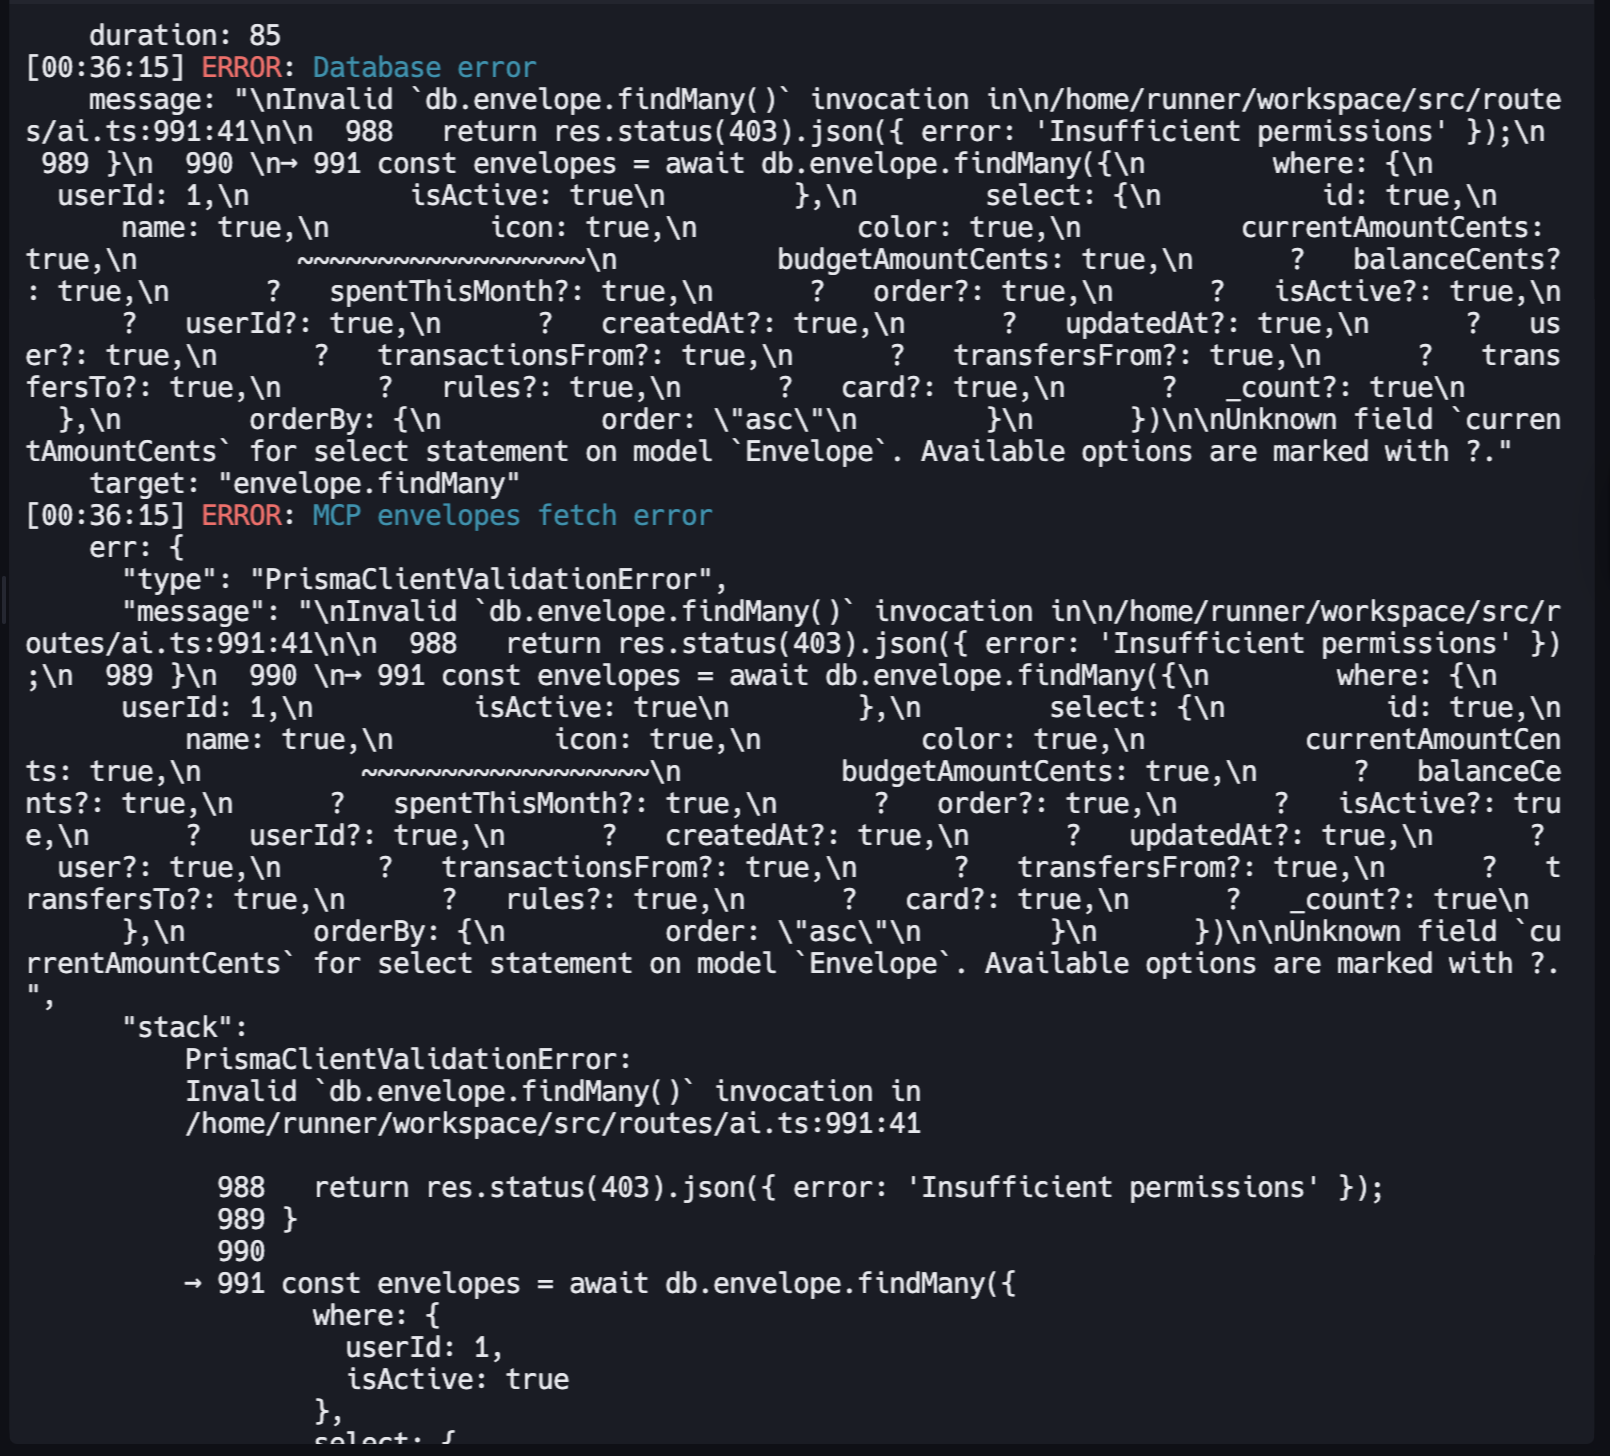 duration: 85
[00:36:15] ERROR: Database error
message: "\nInvalid `db.envelope.findMany()` invocation in\n/home/runner/workspace/src/route
s/ai.ts:991:41\n\n  988   return res.status(403).json({ error: 'Insufficient permissions' });\n
989 }\n  990 \n→ 991 const envelopes = await db.envelope.findMany({\n        where: {\n
userId: 1,\n          isActive: true\n        },\n        select: {\n          id: true,\n
name: true,\n          icon: true,\n          color: true,\n          currentAmountCents:
true,\n          ~~~~~~~~~~~~~~~~~~\n          budgetAmountCents: true,\n      ?   balanceCents?
: true,\n      ?   spentThisMonth?: true,\n      ?   order?: true,\n      ?   isActive?: true,\n
?   userId?: true,\n      ?   createdAt?: true,\n      ?   updatedAt?: true,\n      ?   us
er?: true,\n      ?   transactionsFrom?: true,\n      ?   transfersFrom?: true,\n      ?   trans
fersTo?: true,\n      ?   rules?: true,\n      ?   card?: true,\n      ?   _count?: true\n
},\n        orderBy: {\n          order: \"asc\"\n        }\n      })\n\nUnknown field `curren
tAmountCents` for select statement on model `Envelope`. Available options are marked with ?."
target: "envelope.findMany"
[00:36:15] ERROR: MCP envelopes fetch error
err: {
"type": "PrismaClientValidationError",
"message": "\nInvalid `db.envelope.findMany()` invocation in\n/home/runner/workspace/src/r
outes/ai.ts:991:41\n\n  988   return res.status(403).json({ error: 'Insufficient permissions' })
;\n  989 }\n  990 \n→ 991 const envelopes = await db.envelope.findMany({\n        where: {\n
userId: 1,\n          isActive: true\n        },\n        select: {\n          id: true,\n
name: true,\n          icon: true,\n          color: true,\n          currentAmountCen
ts: true,\n          ~~~~~~~~~~~~~~~~~~\n          budgetAmountCents: true,\n      ?   balanceCe
nts?: true,\n      ?   spentThisMonth?: true,\n      ?   order?: true,\n      ?   isActive?: tru
e,\n      ?   userId?: true,\n      ?   createdAt?: true,\n      ?   updatedAt?: true,\n      ?
user?: true,\n      ?   transactionsFrom?: true,\n      ?   transfersFrom?: true,\n      ?   t
ransfersTo?: true,\n      ?   rules?: true,\n      ?   card?: true,\n      ?   _count?: true\n
},\n        orderBy: {\n          order: \"asc\"\n        }\n      })\n\nUnknown field `cu
rrentAmountCents` for select statement on model `Envelope`. Available options are marked with ?.
",
"stack":
PrismaClientValidationError:
Invalid `db.envelope.findMany()` invocation in
/home/runner/workspace/src/routes/ai.ts:991:41
988   return res.status(403).json({ error: 'Insufficient permissions' });
989 }
990
→ 991 const envelopes = await db.envelope.findMany({
where: {
userId: 1,
isActive: true
},
select: {